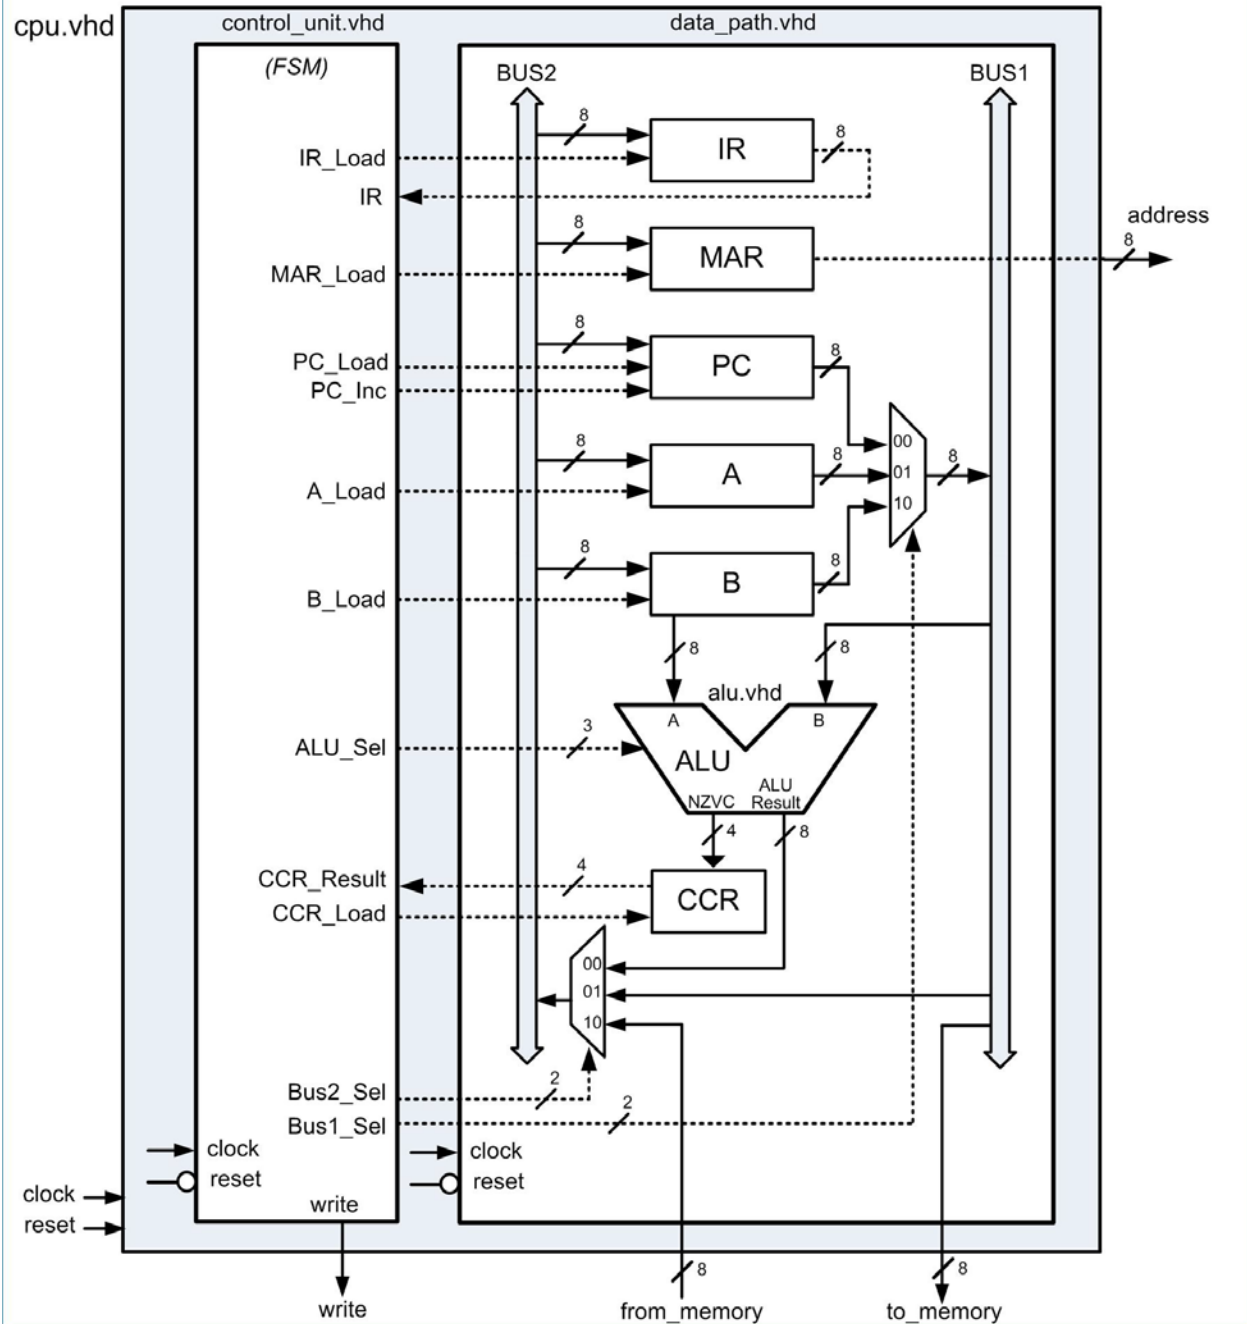 cpu.vhd
control_unit.vhd
data_path.vhd
(FSM)
BUS2
BUS1
8
IR
8
IR_Load
IR
address
8
8
MAR
MAR_Load
8
PC
8
PC_Load
PC_Inc
00
8
A
8
01
8
A_Load
10
8
B
8
B_Load
8
8
alu.vhd
A
B
ALU_Sel
3
ALU
NZVC
ALU
Result
4
8
CCR_Result
4
CCR
CCR_Load
00
01
10
Bus2_Sel
2
Bus1_Sel
2
clock
clock
reset
reset
clock
write
reset
8
8
write
from_memory
to_memory